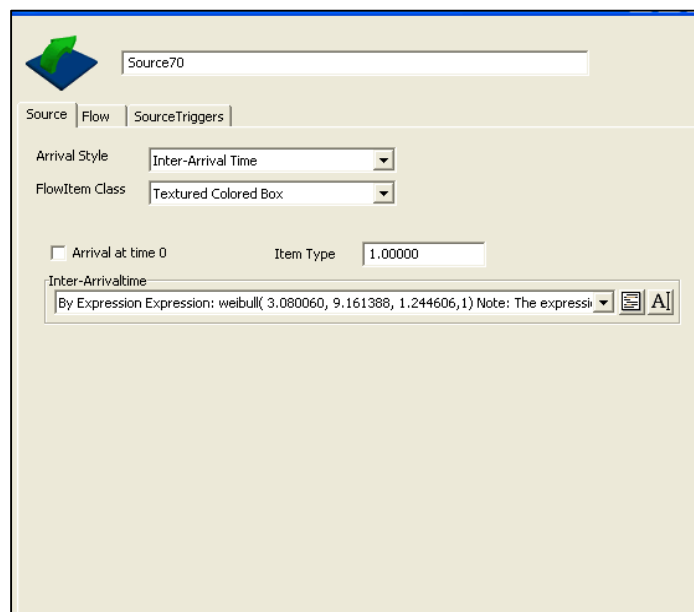 Source70
Source Flow SourceTriggers
Arrival Style Inter-Arrival Time
FlowItem Class Textured Colored Box
Arrival at time 0 Item Type 1.00000
Inter-Arrivaltime
By Expression Expression: weibull( 3.080060, 9.161388, 1.244606,1) Note: The expressi A